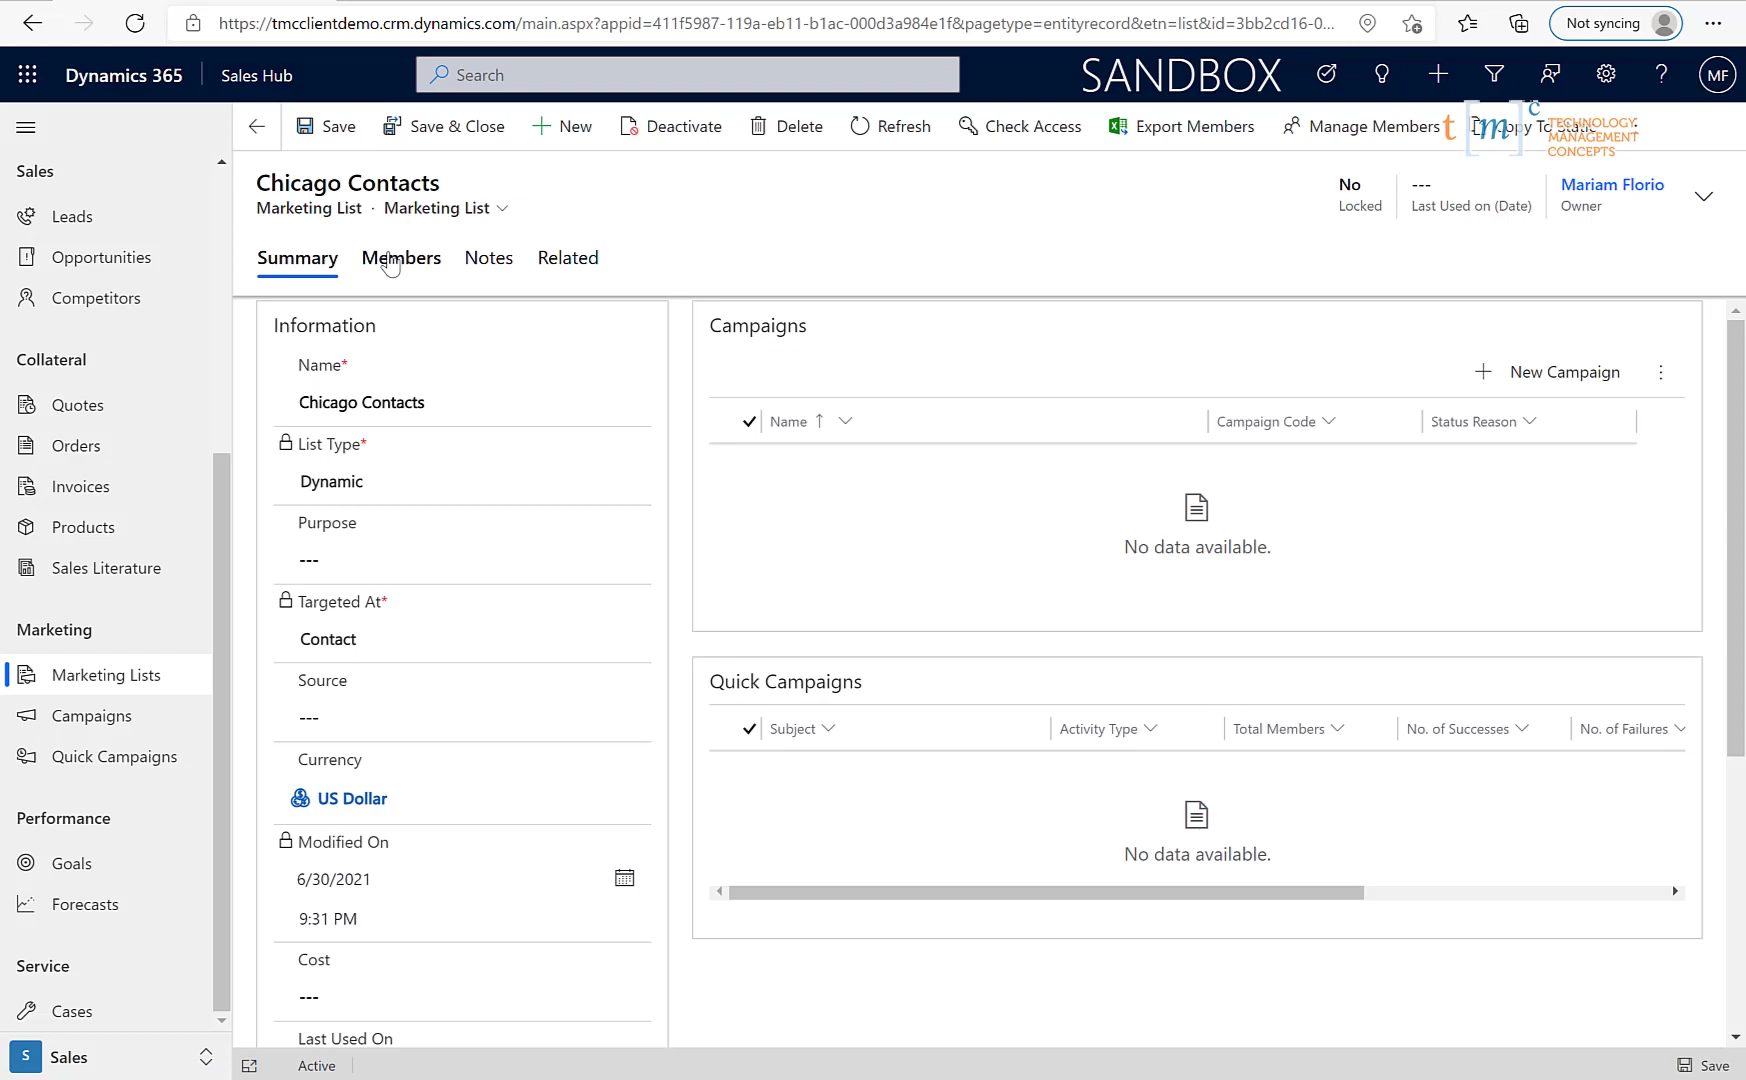 https://tmcclientdemo.crm.dynamics.com/main.aspx?appid=411f5987-119a-eb11-b1ac-000d3a984e1f&pagetype=entityrecord&etn=list&id=3bb2cd16-0...
Not syncing
Dynamics 365
Sales Hub
Search
SANDBOX
MF
Save
Save & Close
New
Deactivate
Delete
Refresh
Check Access
Export Members
Manage Members
t[m]c
TECHNOLOGY
MANAGEMENT
CONCEPTS
Chicago Contacts
Marketing List · Marketing List
No
Locked
---
Last Used on (Date)
Mariam Florio
Owner
Summary
Members
Notes
Related
Sales
Leads
Opportunities
Competitors
Collateral
Quotes
Orders
Invoices
Products
Sales Literature
Marketing
Marketing Lists
Campaigns
Quick Campaigns
Performance
Goals
Forecasts
Service
Cases
S
Sales
Information
Name*
Chicago Contacts
List Type*
Dynamic
Purpose
---
Targeted At*
Contact
Source
---
Currency
US Dollar
Modified On
6/30/2021
9:31 PM
Cost
---
Last Used On
Campaigns
New Campaign
Name
Campaign Code
Status Reason
No data available.
Quick Campaigns
Subject
Activity Type
Total Members
No. of Successes
No. of Failures
No data available.
Active
Save